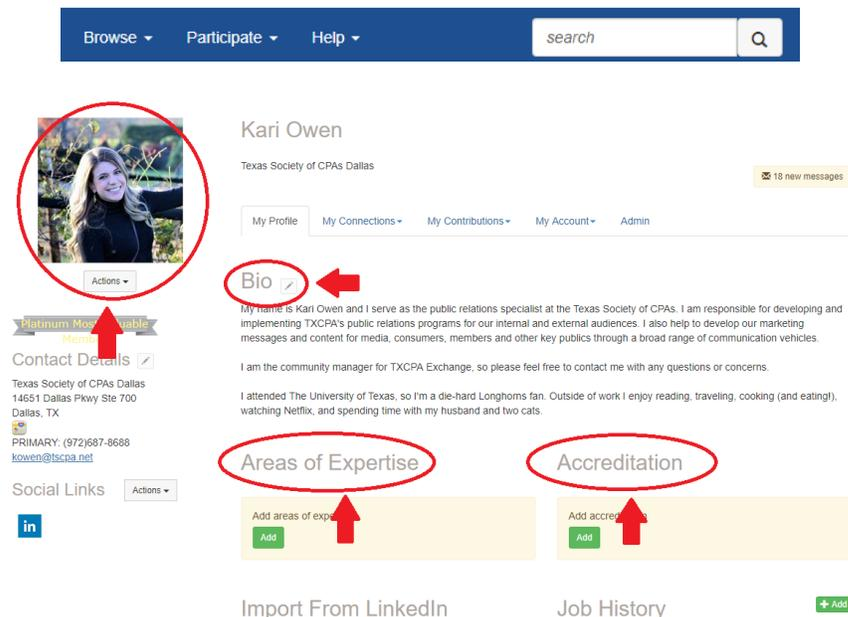 Browse Participate Help search
Kari Owen
Texas Society of CPAs Dallas
18 new messages
My Profile My Connections My Contributions My Account Admin
Actions
Bio
My name is Kari Owen and I serve as the public relations specialist at the Texas Society of CPAs. I am responsible for developing and
implementing TXCPA's public relations programs for our internal and external audiences. I also help to develop our marketing
messages and content for media, consumers, members and other key publics through a broad range of communication vehicles.
I am the community manager for TXCPA Exchange, so please feel free to contact me with any questions or concerns.
I attended The University of Texas, so I'm a die-hard Longhorns fan. Outside of work I enjoy reading, traveling, cooking (and eating!),
watching Netflix, and spending time with my husband and two cats.
Platinum Most
Contact Details
Texas Society of CPAs Dallas
14651 Dallas Pkwy Ste 700
Dallas, TX
PRIMARY: (972)687-8688
kowen@tscpa.net
Social Links Actions
in
Areas of Expertise
Add areas of
Add
Accreditation
Add
Add
Import From LinkedIn
Job History
+ Add